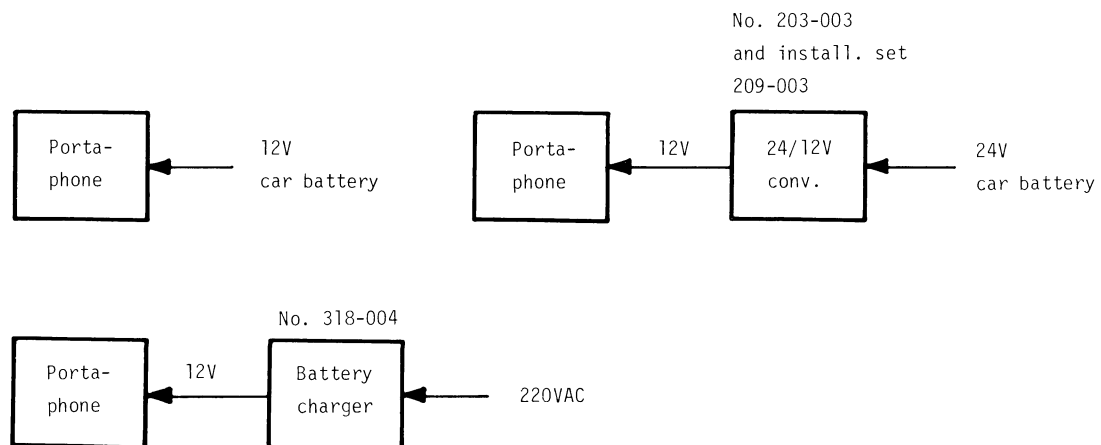 Porta-
phone
12V
car battery
No. 203-003
and install. set
209-003
Porta-
phone
12V
24/12V
conv.
24V
car battery
No. 318-004
Porta-
phone
12V
Battery
charger
220VAC